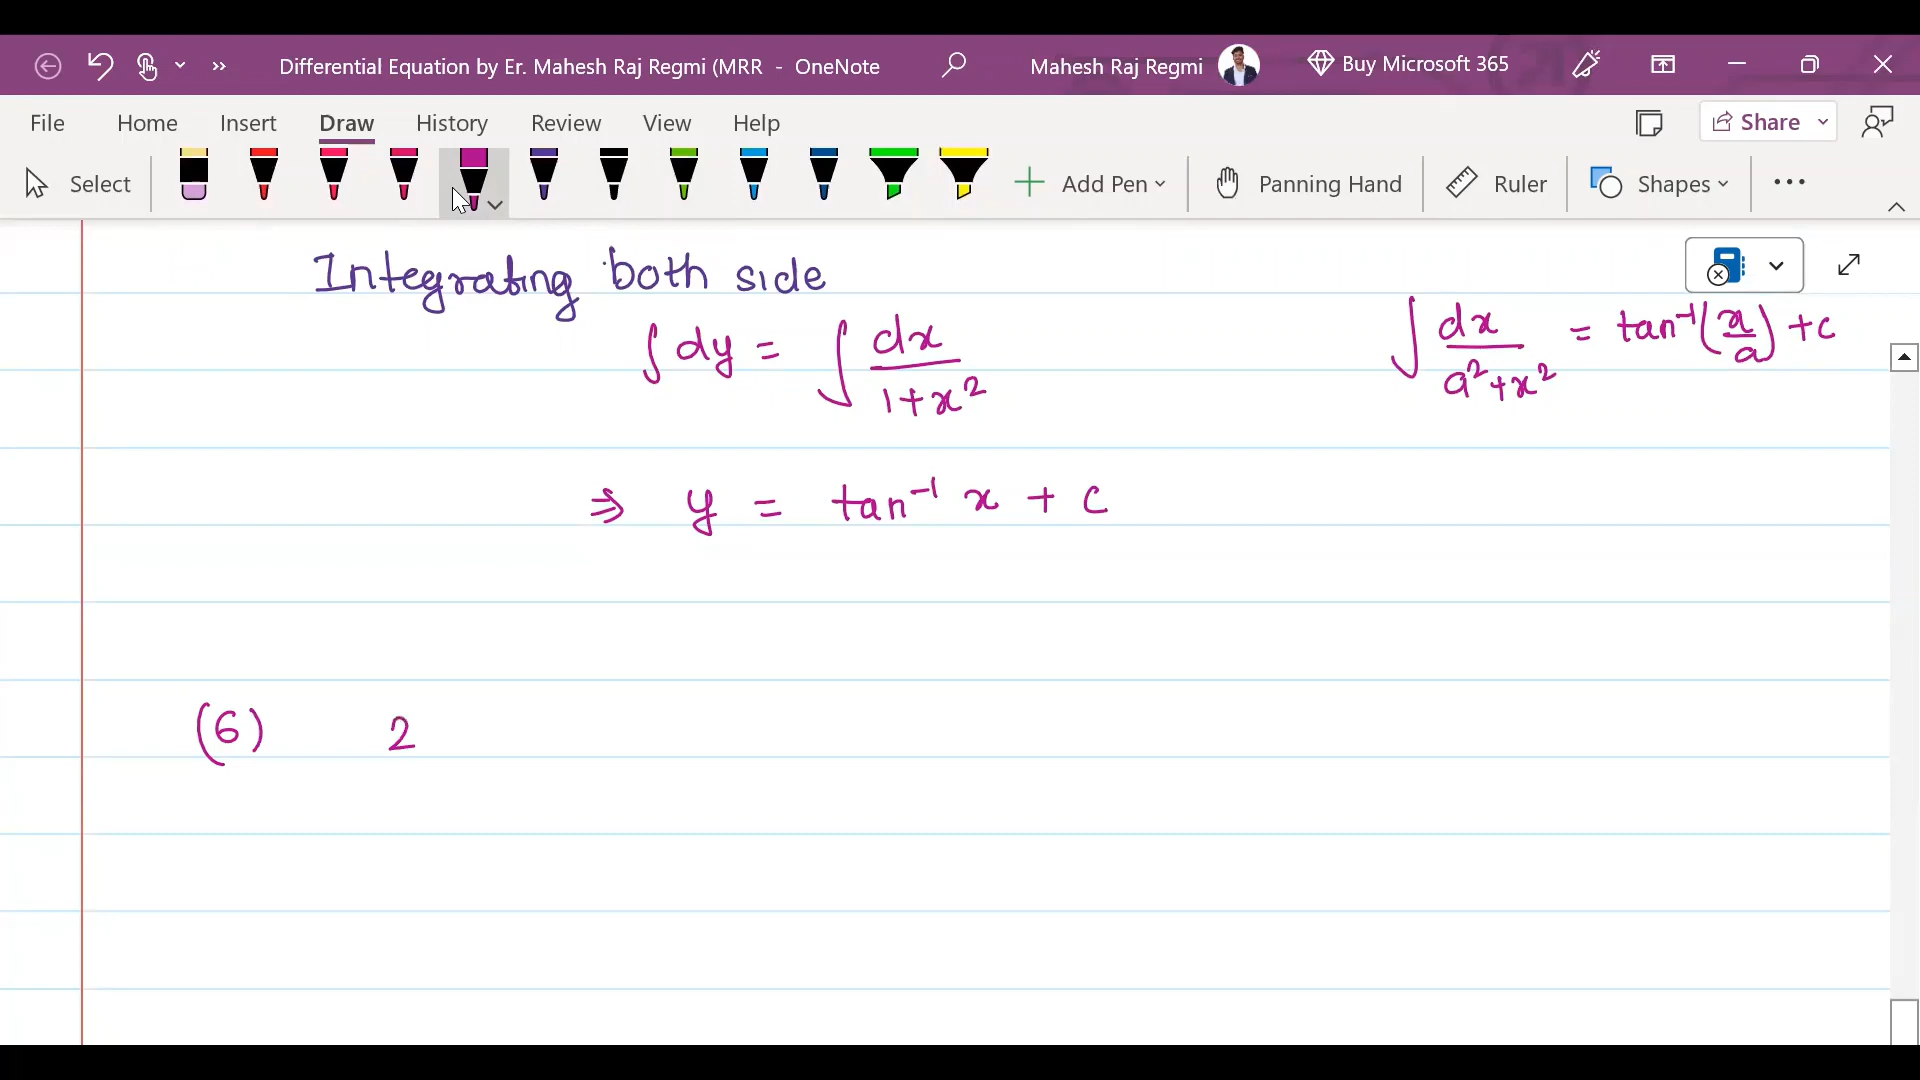 Differential Equation by Er. Mahesh Raj Regmi (MRR - OneNote
Mahesh Raj Regmi
Buy Microsoft 365
File Home Insert Draw History Review View Help
Share
Select
Add Pen
Panning Hand
Ruler
Shapes
Integrating both side
∫ dy = ∫ dx / 1+x²
∫ dx / a²+x² = tan⁻¹(x/a) + c
⇒ y = tan⁻¹ x + c
(6) 2